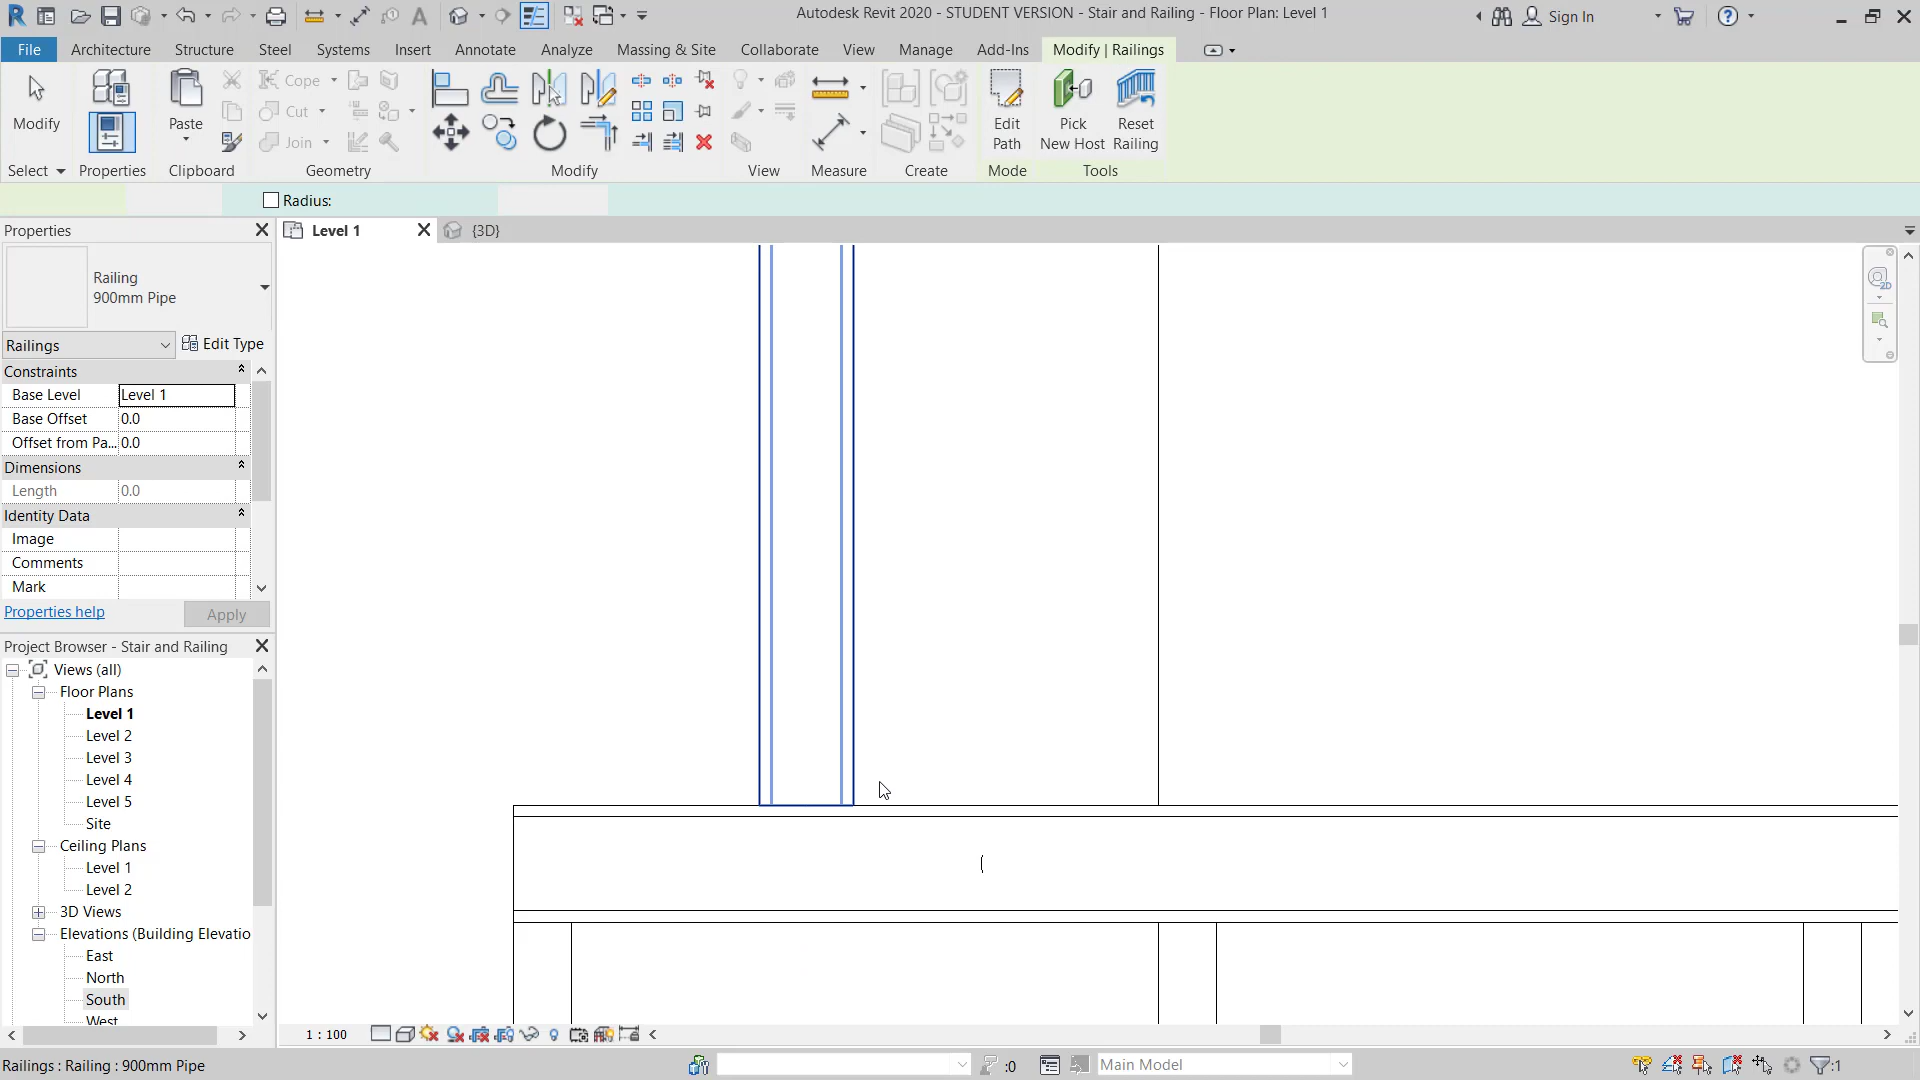 Autodesk Revit 2020 - STUDENT VERSION - Stair and Railing - Floor Plan: Level 1
Sign In
File Architecture Structure Steel Systems Insert Annotate Analyze Massing & Site Collaborate View Manage Add-Ins Modify | Railings
Modify
Paste
Cope
Cut
Join
Edit Path
Pick New Host
Reset Railing
Select Properties Clipboard Geometry Modify View Measure Create Mode Tools
Radius:
Properties
Level 1
{3D}
Railing
900mm Pipe
Railings
Edit Type
Constraints
Base Level Level 1
Base Offset 0.0
Offset from Pa... 0.0
Dimensions
Length 0.0
Identity Data
Image
Comments
Mark
Properties help
Apply
Project Browser - Stair and Railing
Views (all)
Floor Plans
Level 1
Level 2
Level 3
Level 4
Level 5
Site
Ceiling Plans
Level 1
Level 2
3D Views
Elevations (Building Elevatio
East
North
South
West
2D
1 : 100
Railings : Railing : 900mm Pipe
:0
Main Model
:1